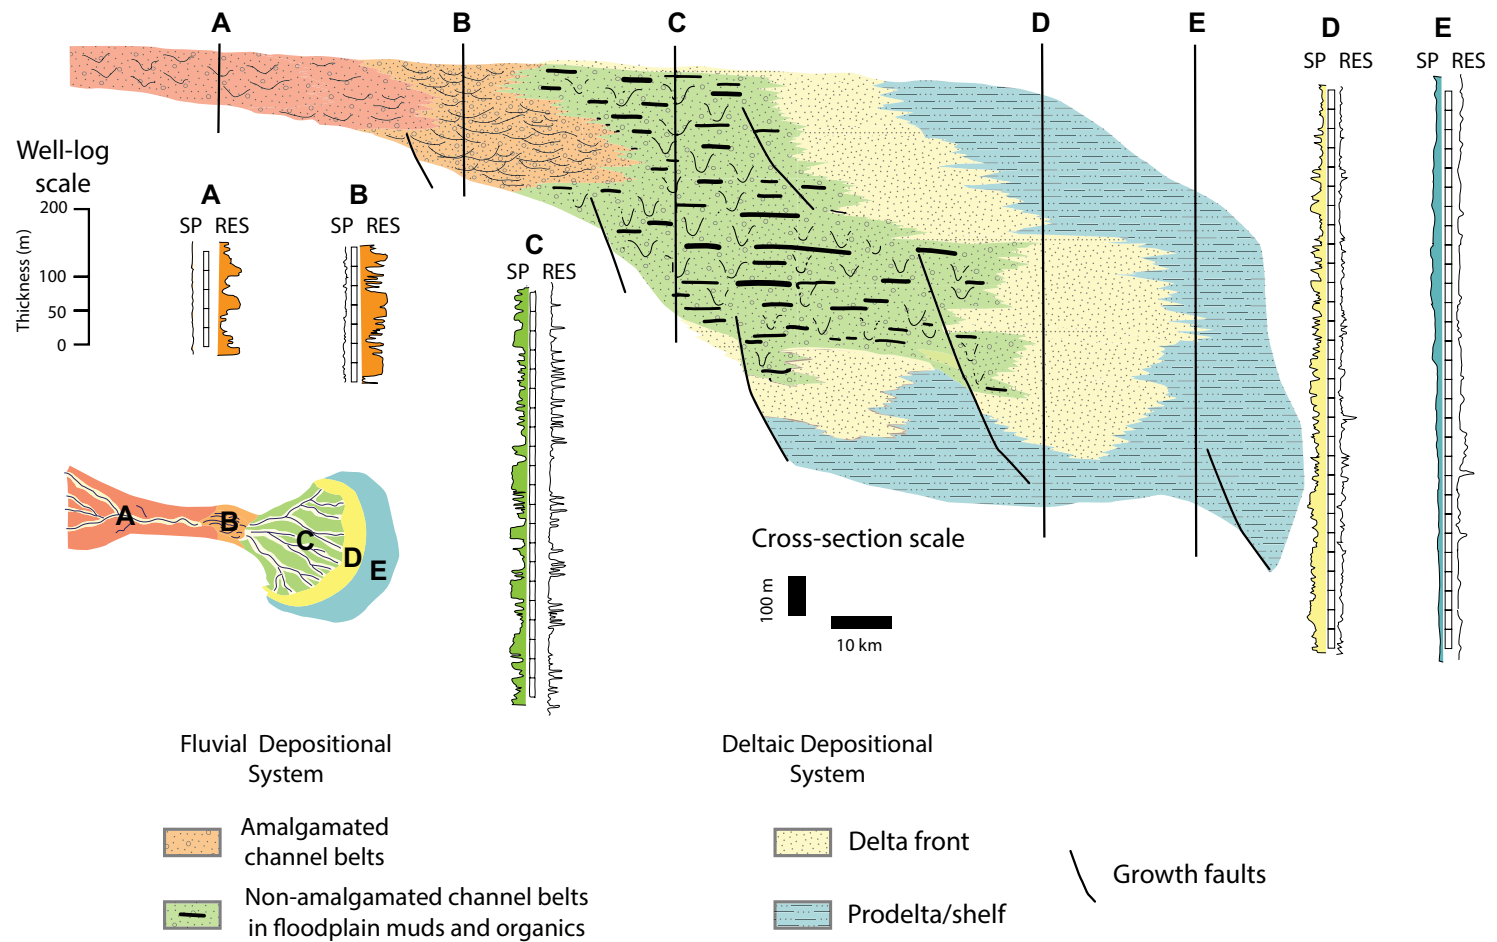 A
B
C
D
E
D
E
SP RES
SP RES
Well-log
scale
A
B
200
100
50
0
Thickness (m)
SP RES
SP RES
C
SP RES
A
B
C
D
E
Cross-section scale
100 m
10 km
Fluvial Depositional
System
Deltaic Depositional
System
Amalgamated
channel belts
Delta front
Growth faults
Non-amalgamated channel belts
in floodplain muds and organics
Prodelta/shelf